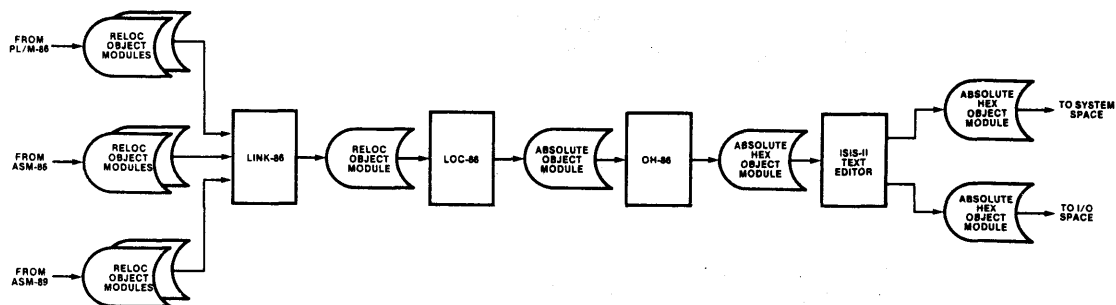 FROM
PL/M-86
RELOC
OBJECT
MODULES
FROM
ASM-86
RELOC
OBJECT
MODULES
FROM
ASM-89
RELOC
OBJECT
MODULES
LINK-86
RELOC
OBJECT
MODULE
LOC-86
ABSOLUTE
OBJECT
MODULE
OH-86
ABSOLUTE
HEX
OBJECT
MODULE
ISIS-II
TEXT
EDITOR
ABSOLUTE
HEX
OBJECT
MODULE
TO SYSTEM
SPACE
ABSOLUTE
HEX
OBJECT
MODULE
TO I/O
SPACE